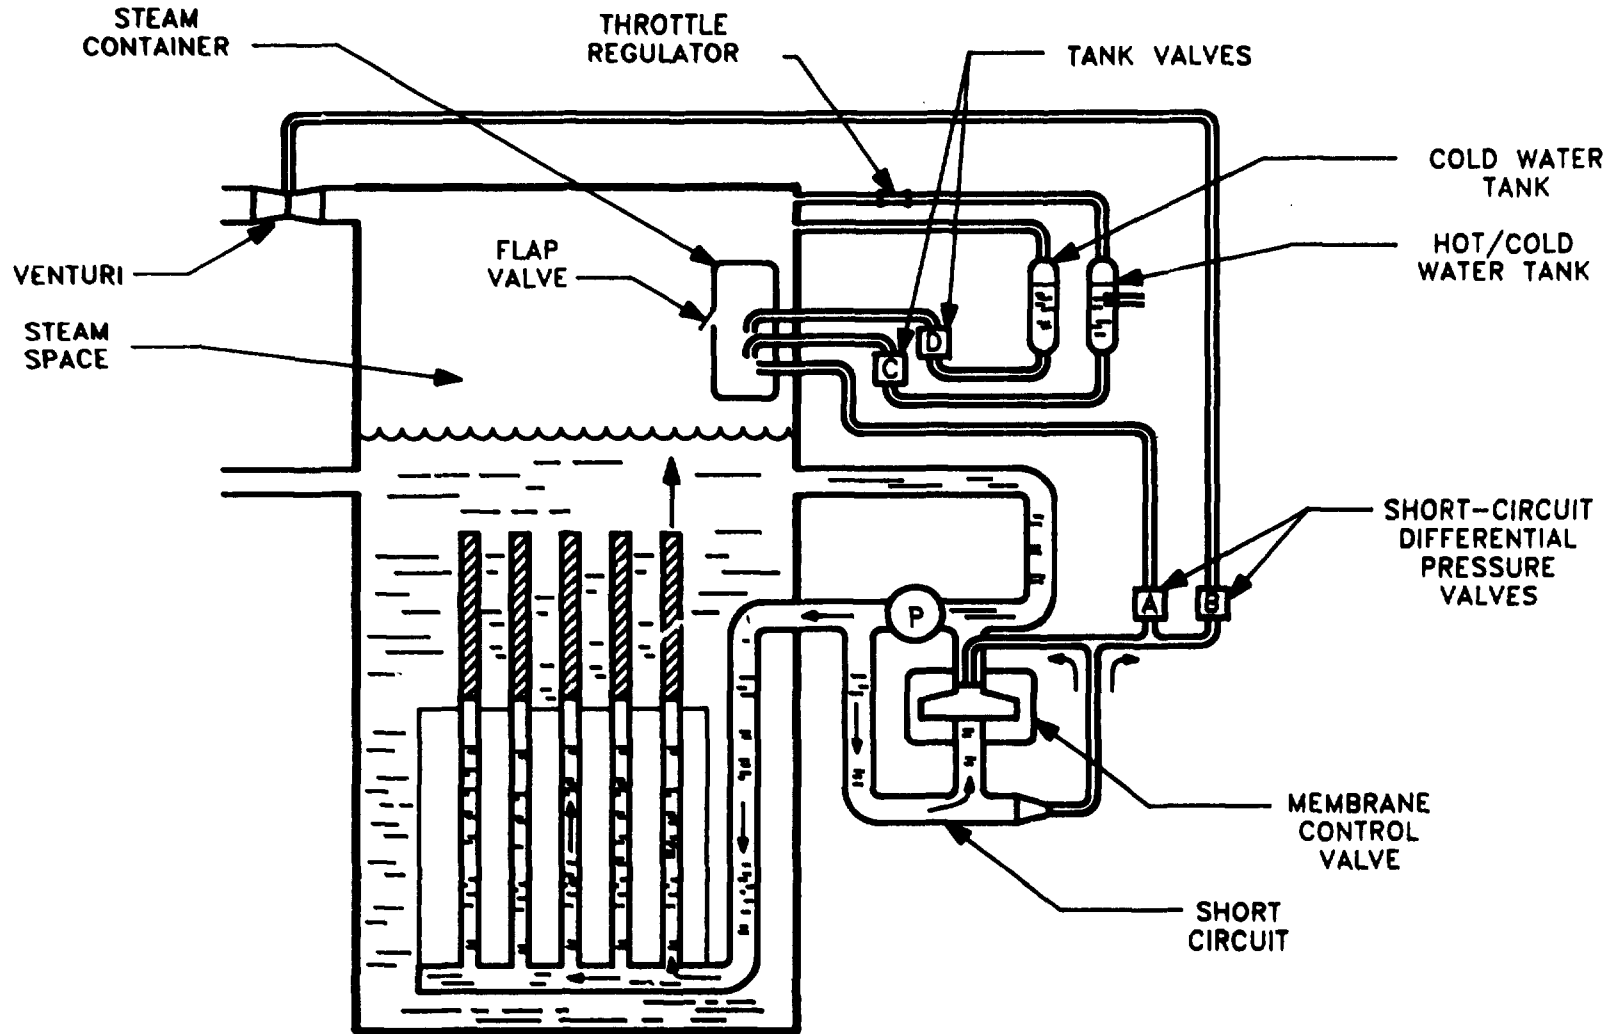 STEAM
CONTAINER
THROTTLE
REGULATOR
TANK VALVES
COLD WATER
TANK
HOT/COLD
WATER TANK
FLAP
VALVE
VENTURI
STEAM
SPACE
D
C
SHORT-CIRCUIT
DIFFERENTIAL
PRESSURE
VALVES
A
B
P
MEMBRANE
CONTROL
VALVE
SHORT
CIRCUIT